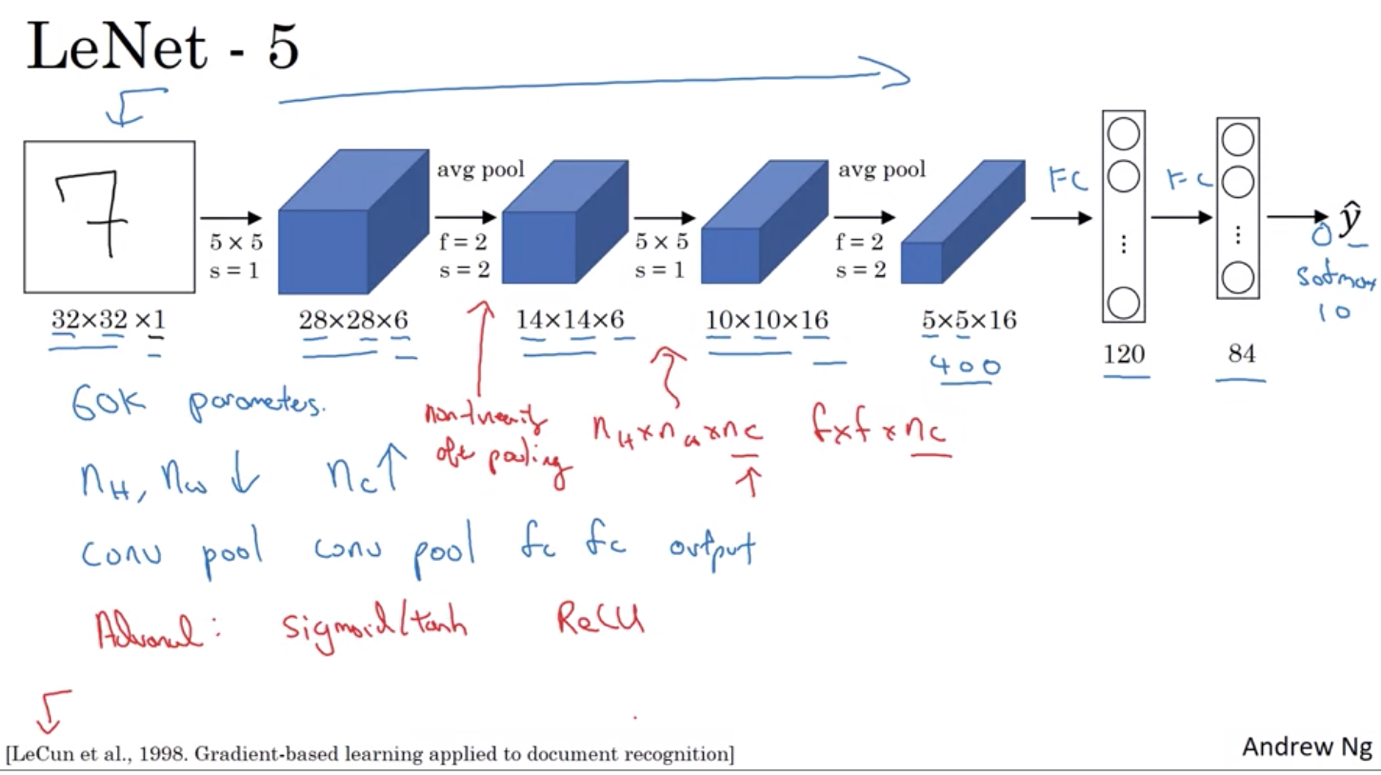 LeNet - 5
7
avg pool
avg pool
FC
FC
ŷ
5 × 5
s = 1
f = 2
s = 2
5 × 5
s = 1
f = 2
s = 2
softmax
10
32×32 ×1
28×28×6
14×14×6
10×10×16
5×5×16
400
120
84
60K parameters.
non-linearity
after pooling
nH×nW×nC
f×f×nC
nH, nW ↓ nC↑
conv pool conv pool fc fc output
Advanced: sigmoid/tanh ReLU
[LeCun et al., 1998. Gradient-based learning applied to document recognition]
Andrew Ng